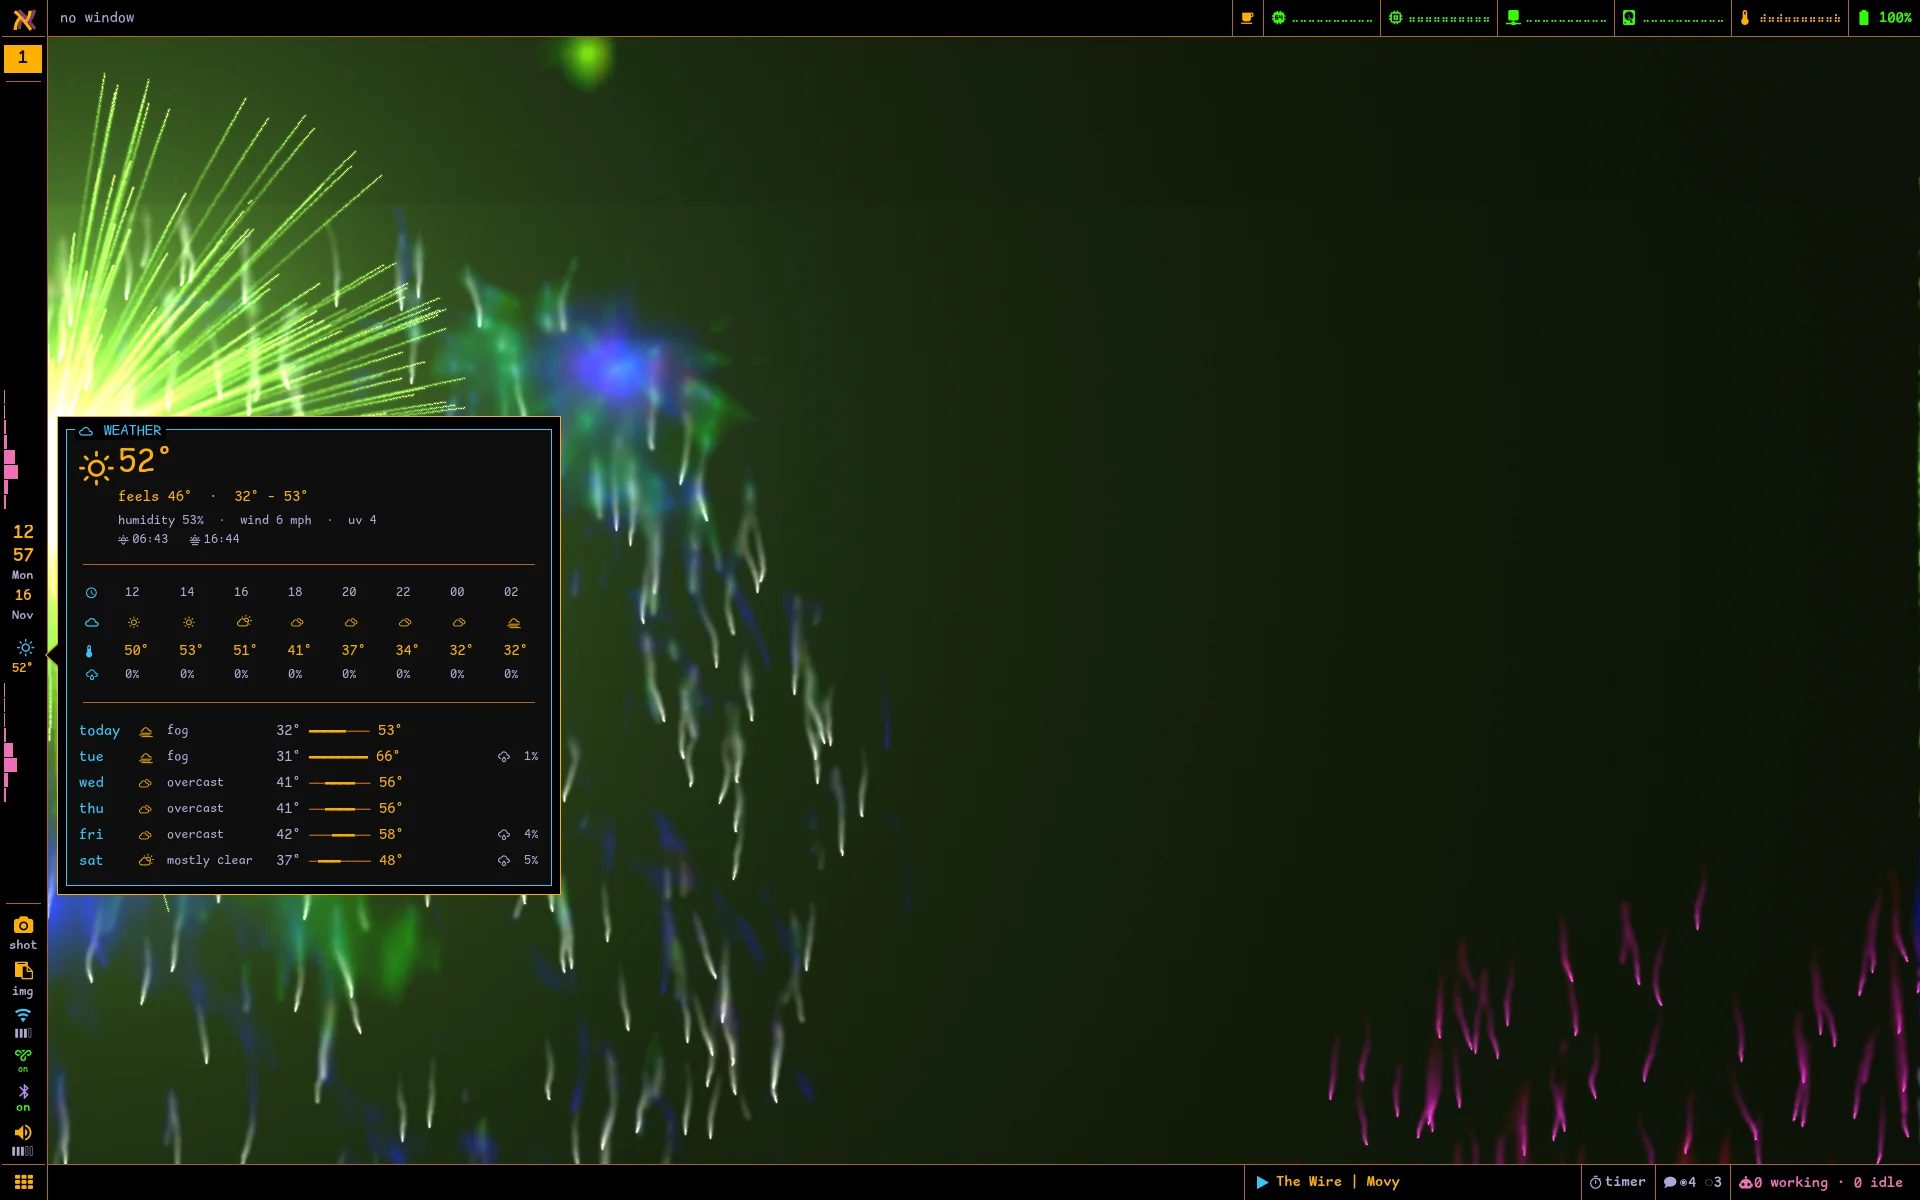 no window
100%
1
12
57
Mon
16
Nov
52°
WEATHER
52°
feels 46° · 32° - 53°
humidity 53% · wind 6 mph · uv 4
06:43 16:44
12 14 16 18 20 22 00 02
50° 53° 51° 41° 37° 34° 32° 32°
0% 0% 0% 0% 0% 0% 0% 0%
today fog 32° 53°
tue fog 31° 66° 1%
wed overcast 41° 56°
thu overcast 41° 56°
fri overcast 42° 58° 4%
sat mostly clear 37° 48° 5%
shot
img
on
on
The Wire | Movy
timer
4 3
0 working · 0 idle